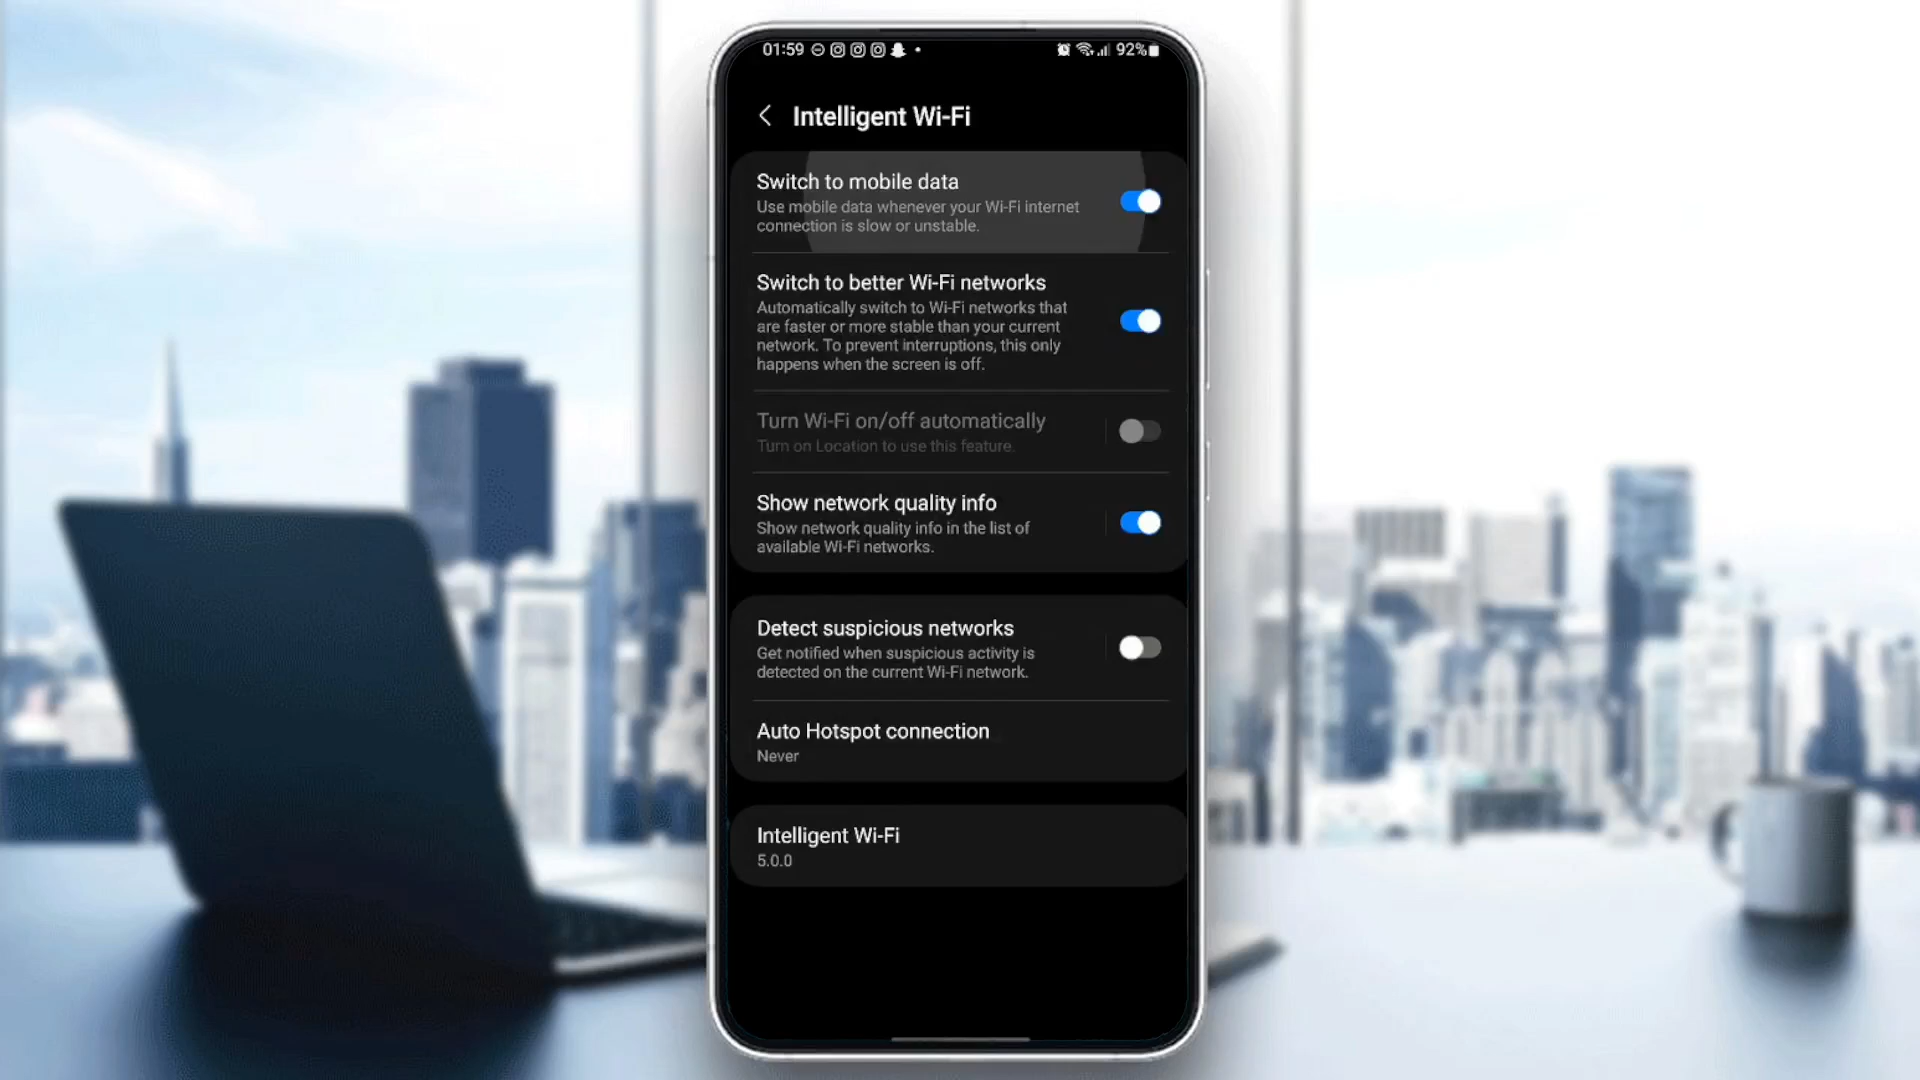 01:59 92%
Intelligent Wi-Fi
Switch to mobile data
Use mobile data whenever your Wi-Fi internet
connection is slow or unstable.
Switch to better Wi-Fi networks
Automatically switch to Wi-Fi networks that
are faster or more stable than your current
network. To prevent interruptions, this only
happens when the screen is off.
Turn Wi-Fi on/off automatically
Turn on Location to use this feature.
Show network quality info
Show network quality info in the list of
available Wi-Fi networks.
Detect suspicious networks
Get notified when suspicious activity is
detected on the current Wi-Fi network.
Auto Hotspot connection
Never
Intelligent Wi-Fi
5.0.0